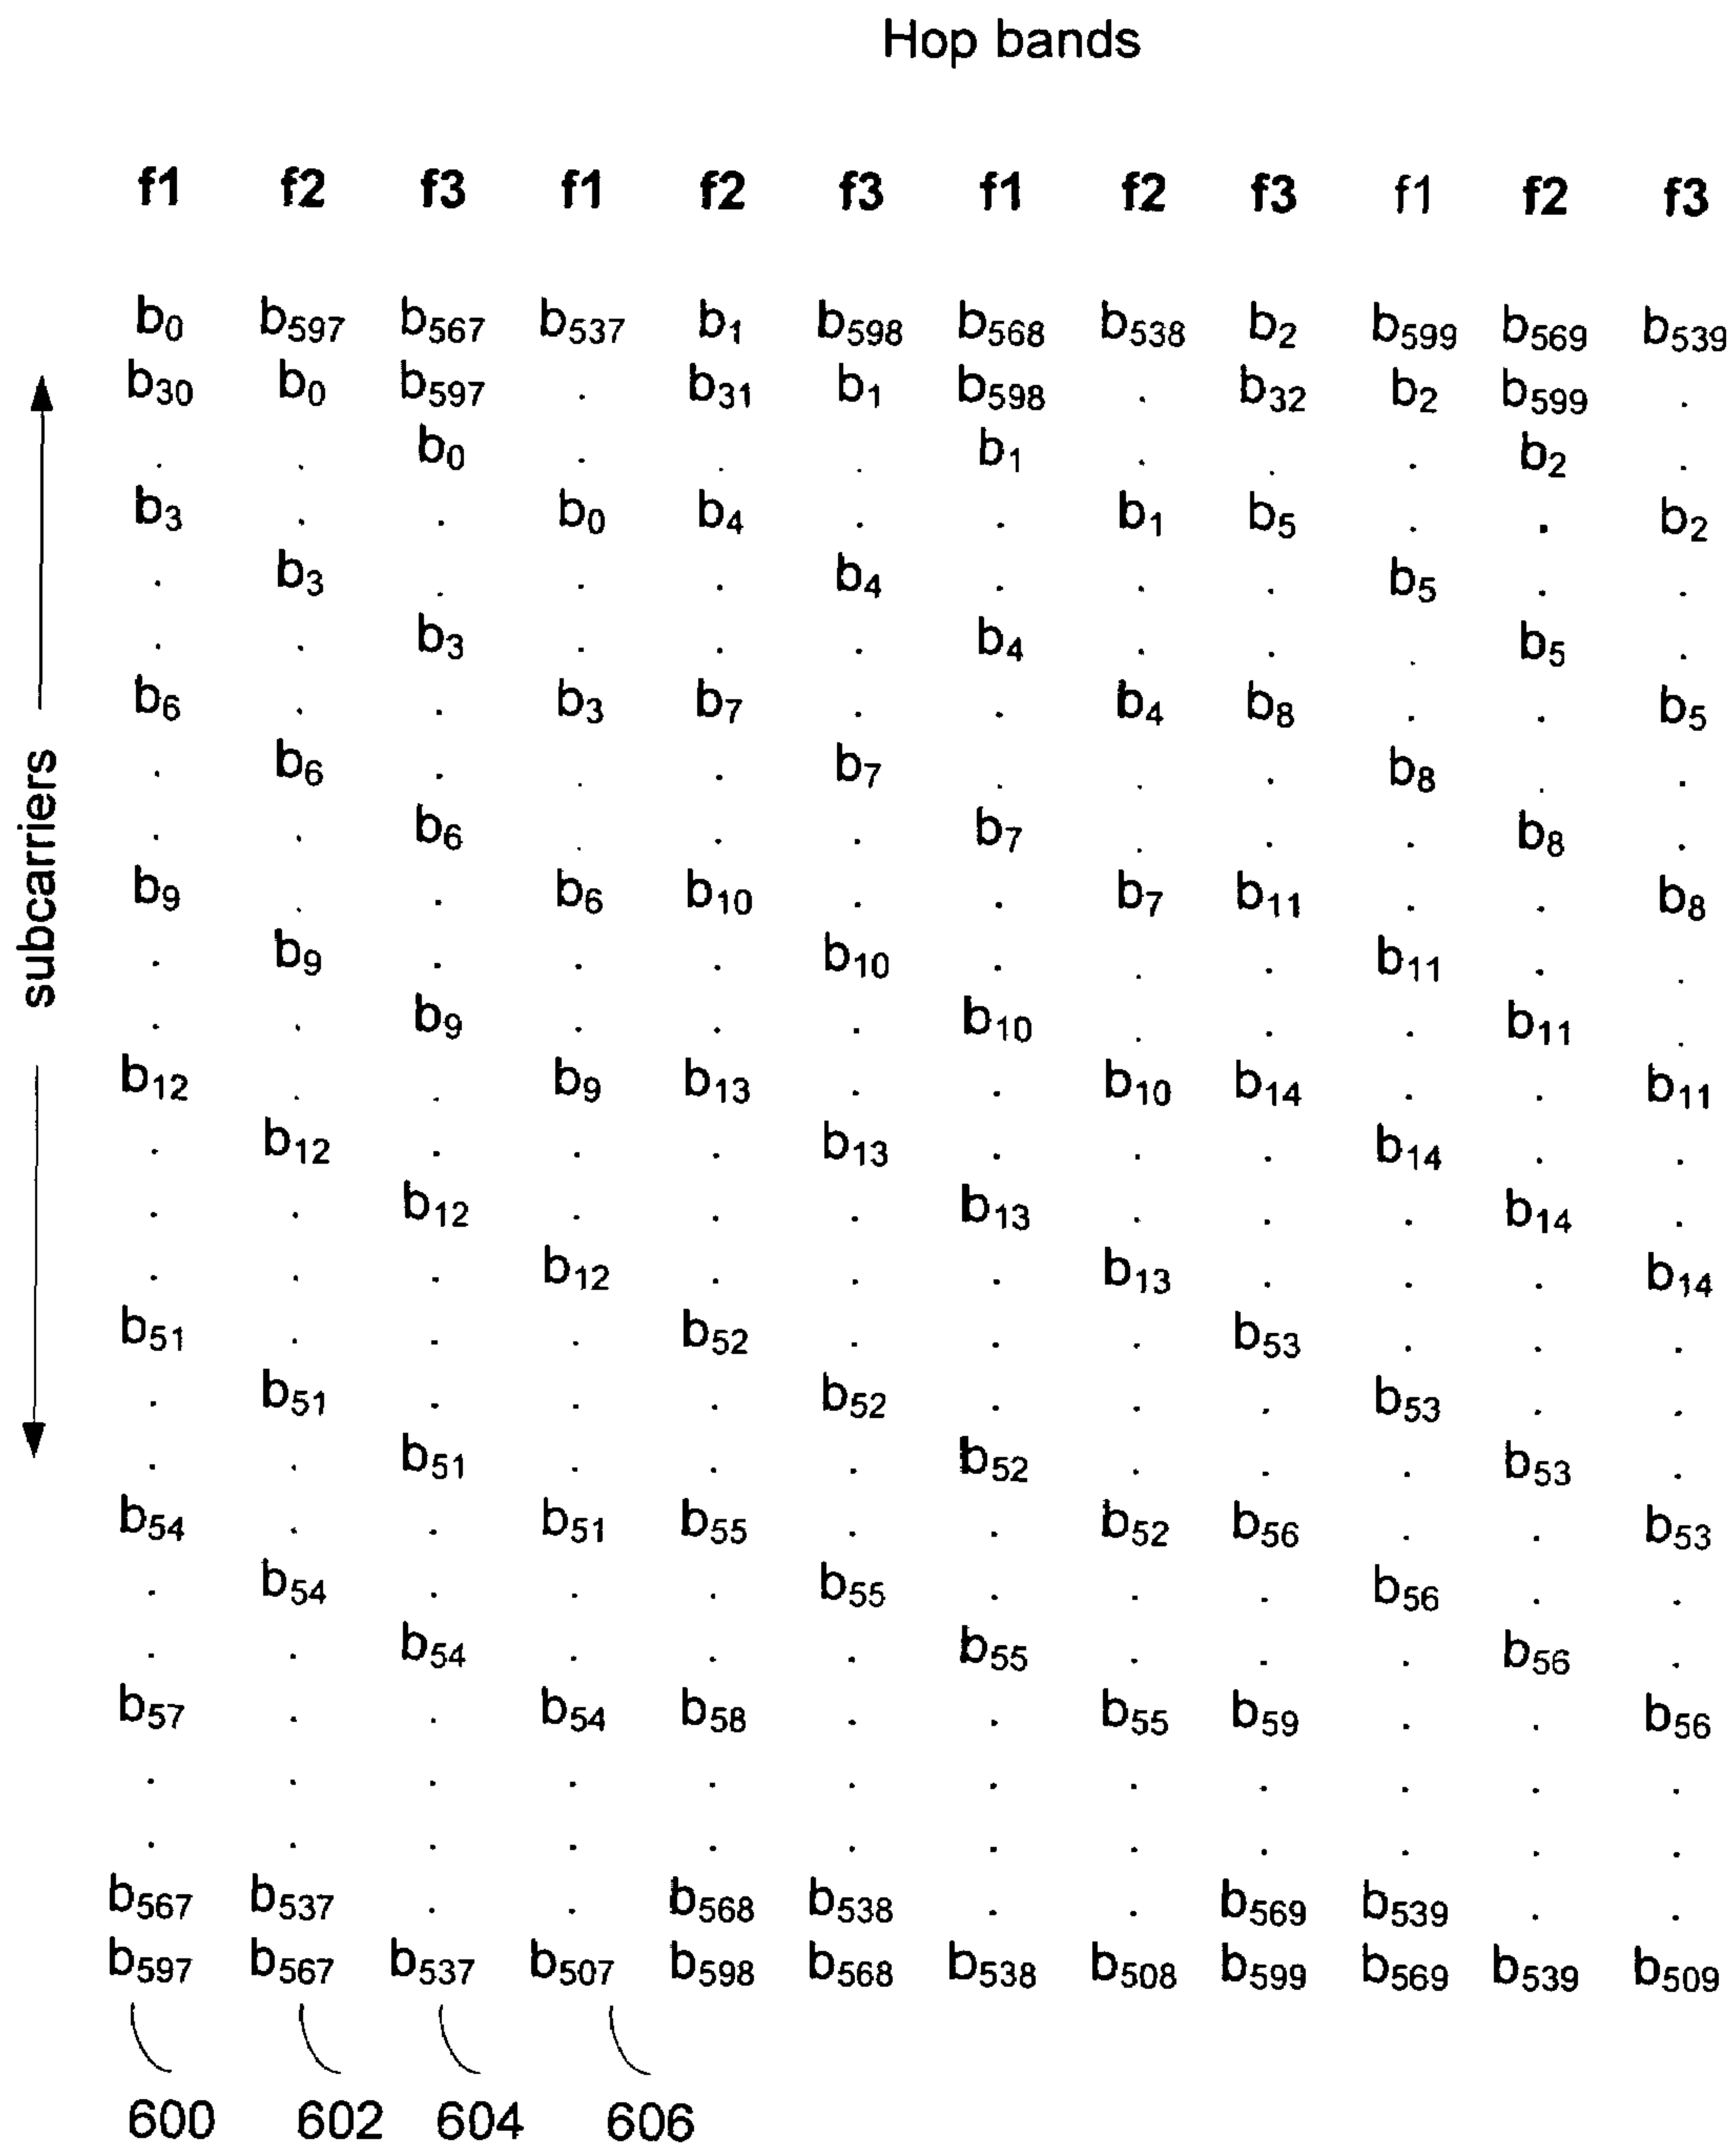 Hop bands
f1 f2 f3 f1 f2 f3 f1 f2 f3 f1 f2 f3
b0 b597 b567 b537 b1 b598 b568 b538 b2 b599 b569 b539
b30 b0 b597 . b31 b1 b598 . b32 b2 b599 .
. . b0 . . . b1 . . . b2 .
b3 . . b0 b4 . . b1 b5 . . b2
. b3 . . . b4 . . . b5 . .
. . b3 . . . b4 . . . b5 .
b6 . . b3 b7 . . b4 b8 . . b5
. b6 . . . b7 . . . b8 . .
. . b6 . . . b7 . . . b8 .
b9 . . b6 b10 . . b7 b11 . . b8
. b9 . . . b10 . . . b11 . .
. . b9 . . . b10 . . . b11 .
b12 . . b9 b13 . . b10 b14 . . b11
. b12 . . . b13 . . . b14 . .
. . b12 . . . b13 . . . b14 .
. . . b12 . . . b13 . . . b14
b51 . . . b52 . . . b53 . . .
. b51 . . . b52 . . . b53 . .
. . b51 . . . b52 . . . b53 .
b54 . . b51 b55 . . b52 b56 . . b53
. b54 . . . b55 . . . b56 . .
. . b54 . . . b55 . . . b56 .
b57 . . b54 b58 . . b55 b59 . . b56
. . . . . . . . . . . .
. . . . . . . . . . . .
b567 b537 . . b568 b538 . . b569 b539 . .
b597 b567 b537 b507 b598 b568 b538 b508 b599 b569 b539 b509
600 602 604 606
subcarriers